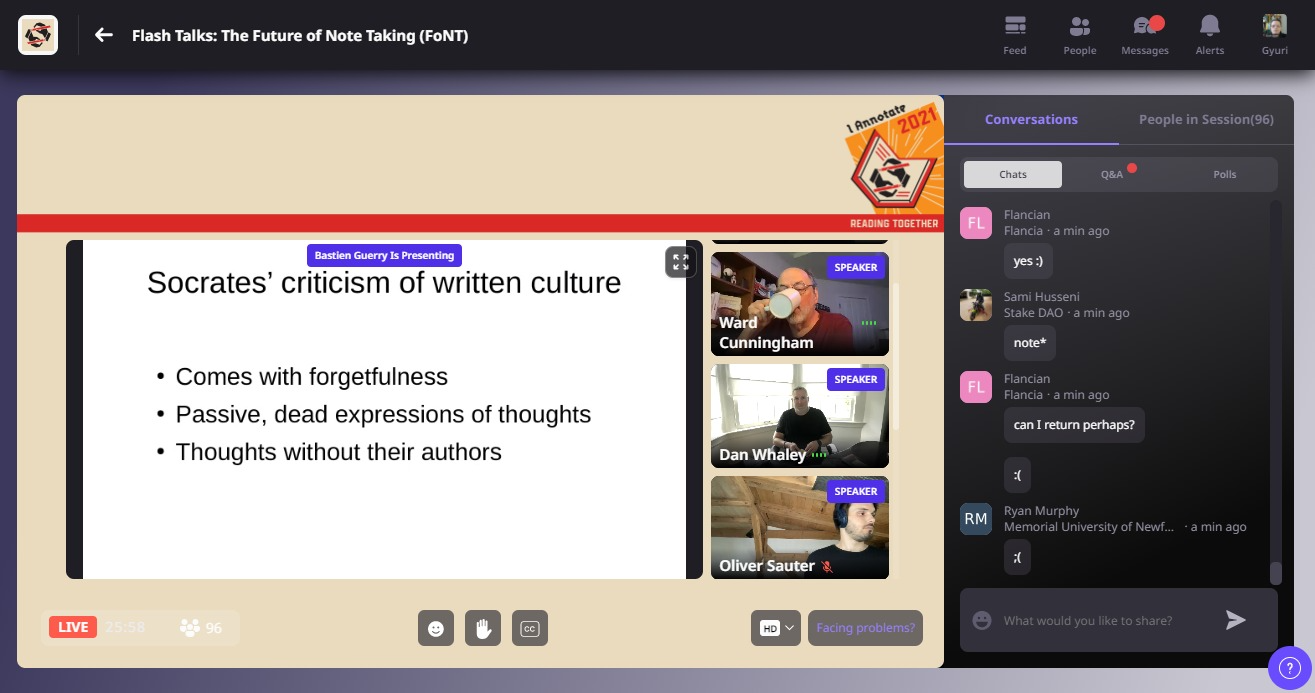 Flash Talks: The Future of Note Taking (FoNT)
Feed
People
Messages
Alerts
Gyuri
I Annotate
2021
READING TOGETHER
Bastien Guerry Is Presenting
Socrates’ criticism of written culture
• Comes with forgetfulness
• Passive, dead expressions of thoughts
• Thoughts without their authors
SPEAKER
Ward
Cunningham
SPEAKER
Dan Whaley
SPEAKER
Oliver Sauter
LIVE
25:58
96
CC
HD
Facing problems?
Conversations
People in Session(96)
Chats
Q&A
Polls
FL
Flancian
Flancia · a min ago
yes :)
Sami Husseni
Stake DAO · a min ago
note*
FL
Flancian
Flancia · a min ago
can I return perhaps?
:(
RM
Ryan Murphy
Memorial University of Newf... · a min ago
;(
What would you like to share?
?